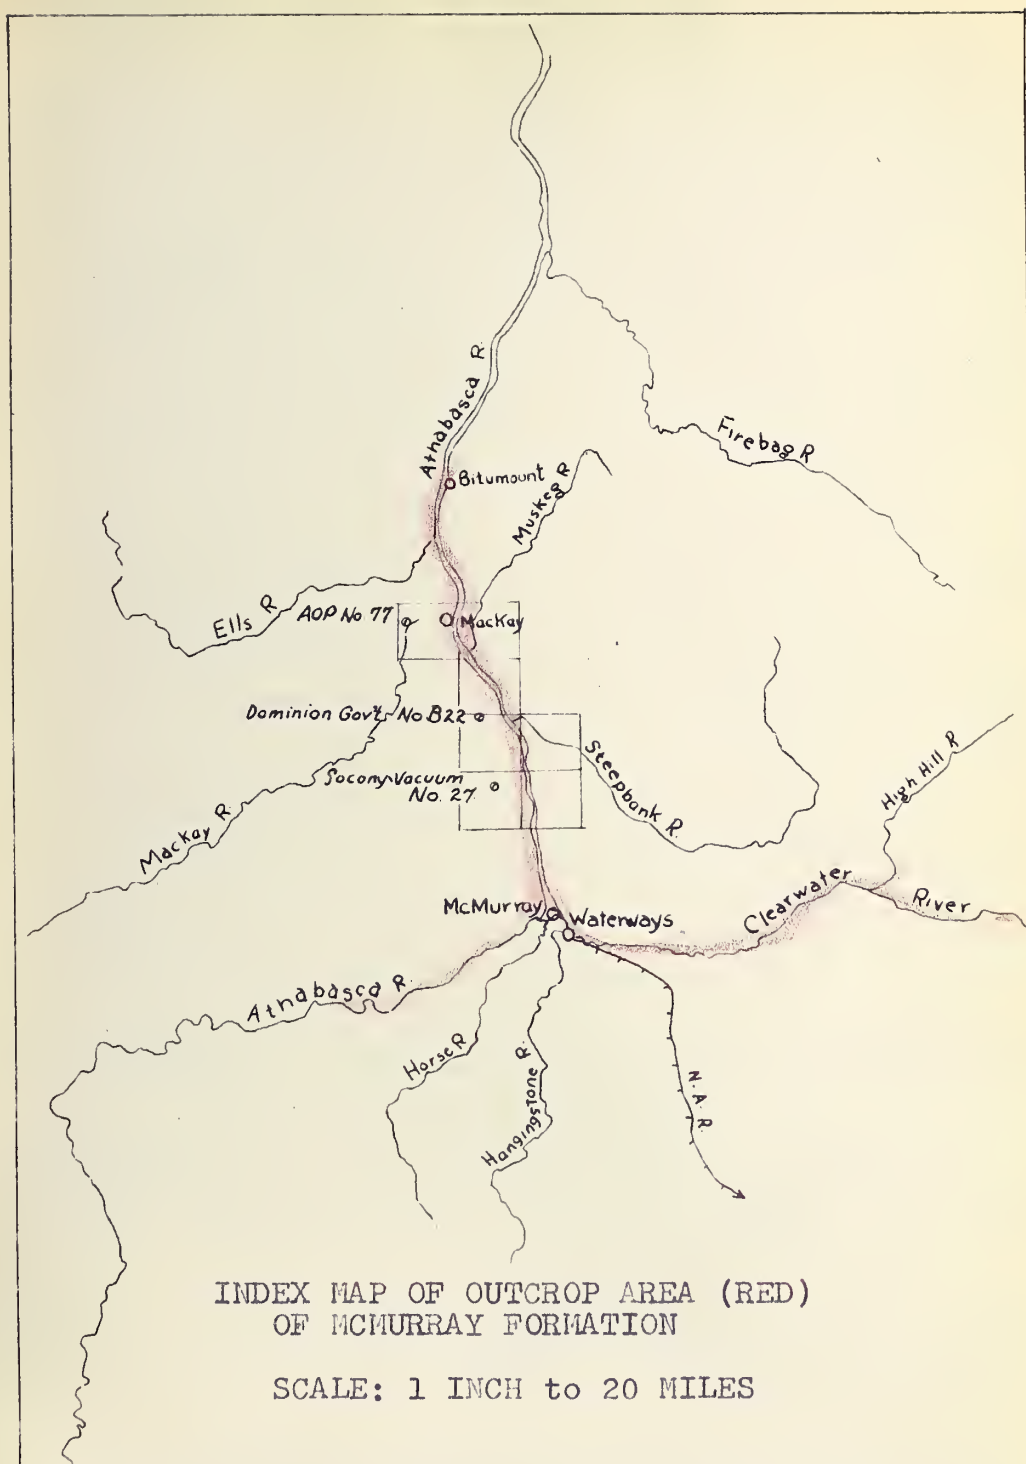 Athabasca R.
Firebag R
Bitumount
Muskeg R
Ells R
AOP No 77
MacKay
Dominion Gov't. No B22
Socony-Vacuum
No. 27.
Steepbank R.
High Hill R
Mackay R.
McMurray
Waterways
Clearwater River
Athabasca R.
Horse R
Hangingstone R.
N. A. R.
INDEX MAP OF OUTCROP AREA (RED)
OF MCMURRAY FORMATION
SCALE: 1 INCH to 20 MILES